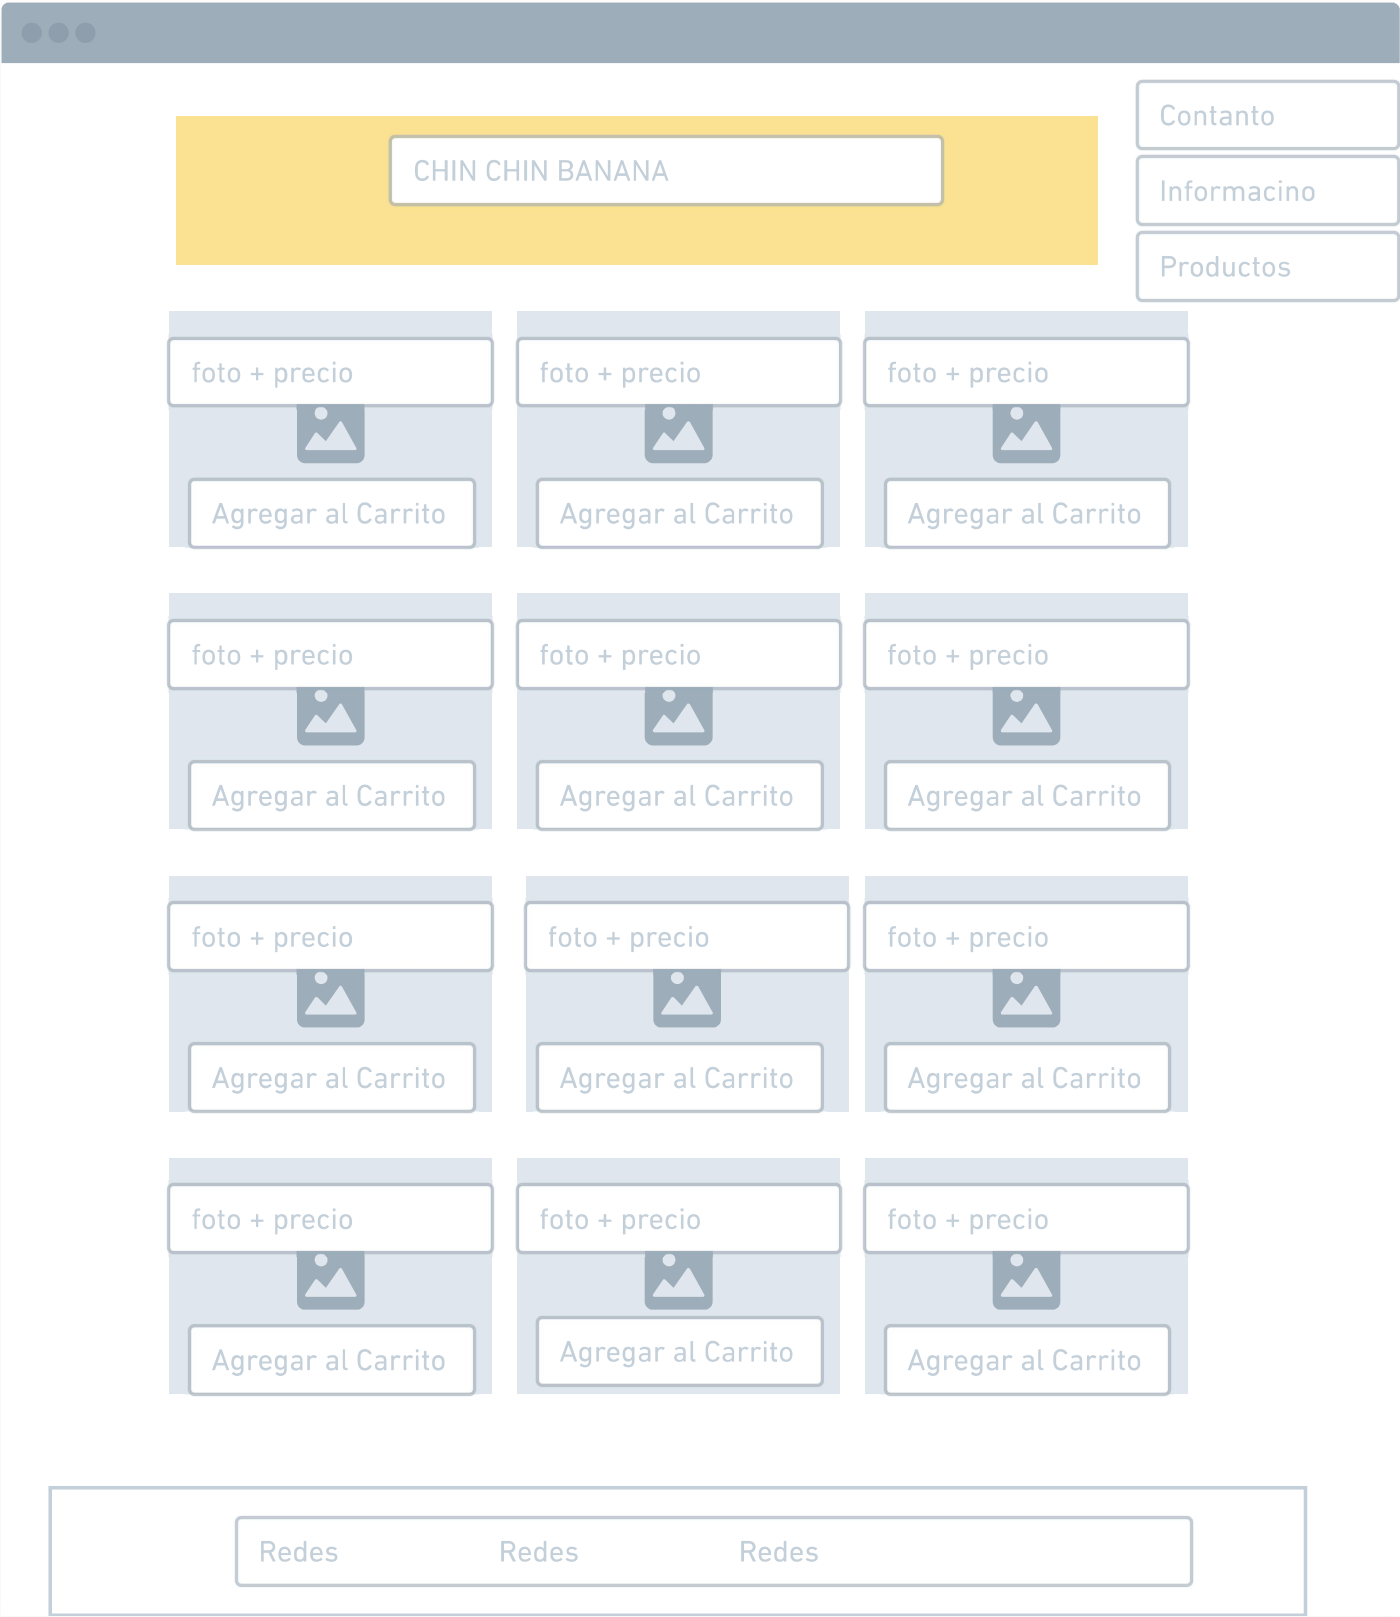 Contanto
CHIN CHIN BANANA
Informacino
Productos
foto + precio foto + precio foto + precio
Agregar al Carrito Agregar al Carrito Agregar al Carrito
foto + precio foto + precio foto + precio
Agregar al Carrito Agregar al Carrito Agregar al Carrito
foto + precio foto + precio foto + precio
Agregar al Carrito Agregar al Carrito Agregar al Carrito
foto + precio foto + precio foto + precio
Agregar al Carrito Agregar al Carrito Agregar al Carrito
Redes Redes Redes